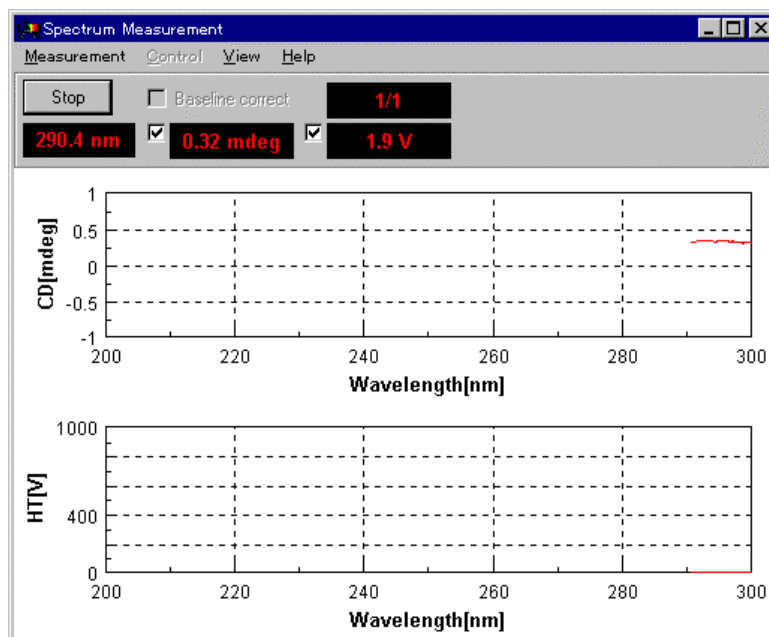 Spectrum Measurement
Measurement Control View Help
Stop Baseline correct 1/1
290.4 nm 0.32 mdeg 1.9 V
CD[mdeg]
1
0.5
0
-0.5
-1
200 220 240 260 280 300
Wavelength[nm]
HT[V]
1000
400
0
200 220 240 260 280 300
Wavelength[nm]